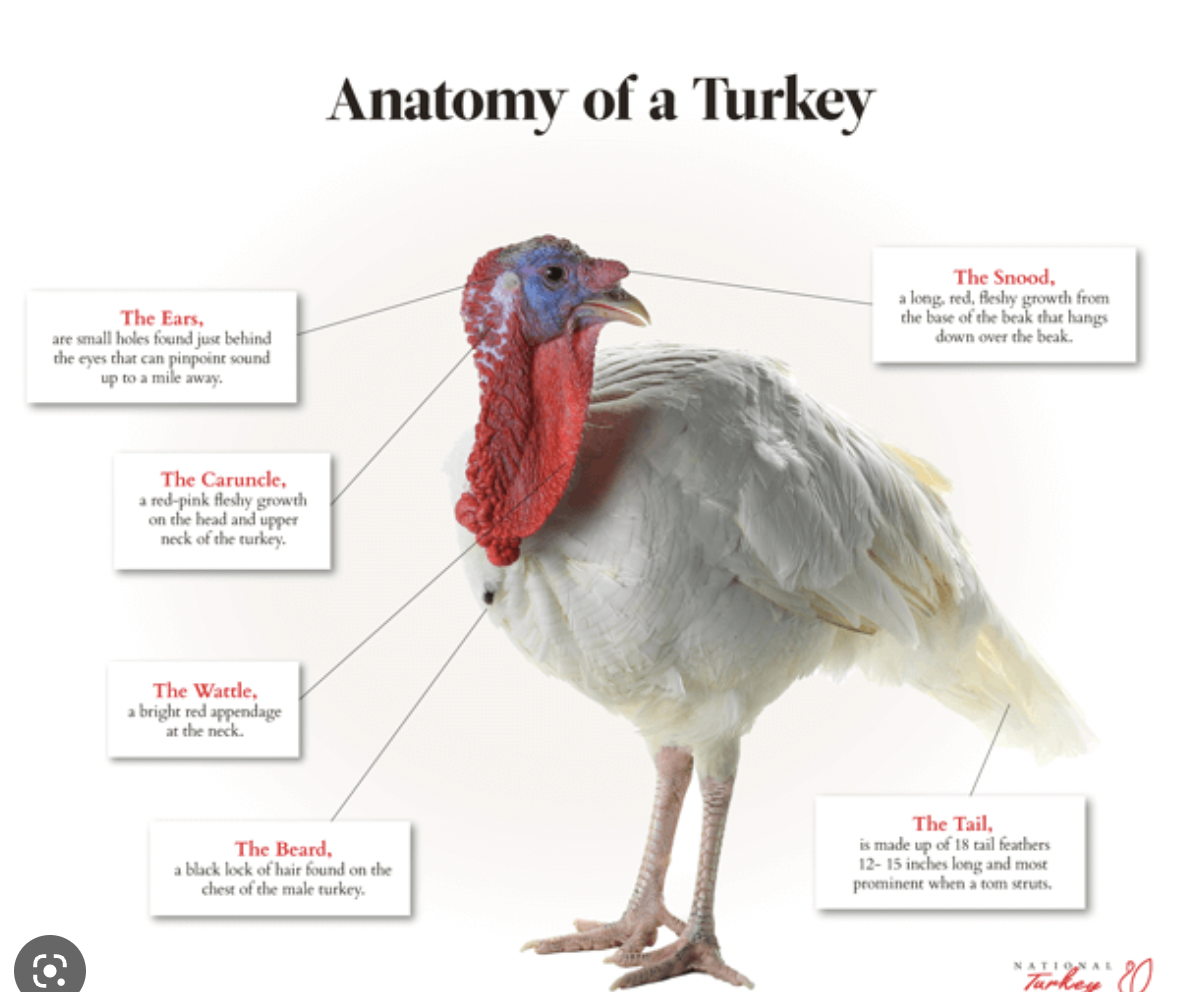 Anatomy of a Turkey
The Ears,
are small holes found just behind
the eyes that can pinpoint sound
up to a mile away.
The Snood,
a long, red, fleshy growth from
the base of the beak that hangs
down over the beak.
The Caruncle,
a red-pink fleshy growth
on the head and upper
neck of the turkey.
The Wattle,
a bright red appendage
at the neck.
The Beard,
a black lock of hair found on the
chest of the male turkey.
The Tail,
is made up of 18 tail feathers
12- 15 inches long and most
prominent when a tom struts.
NATIONAL
Turkey